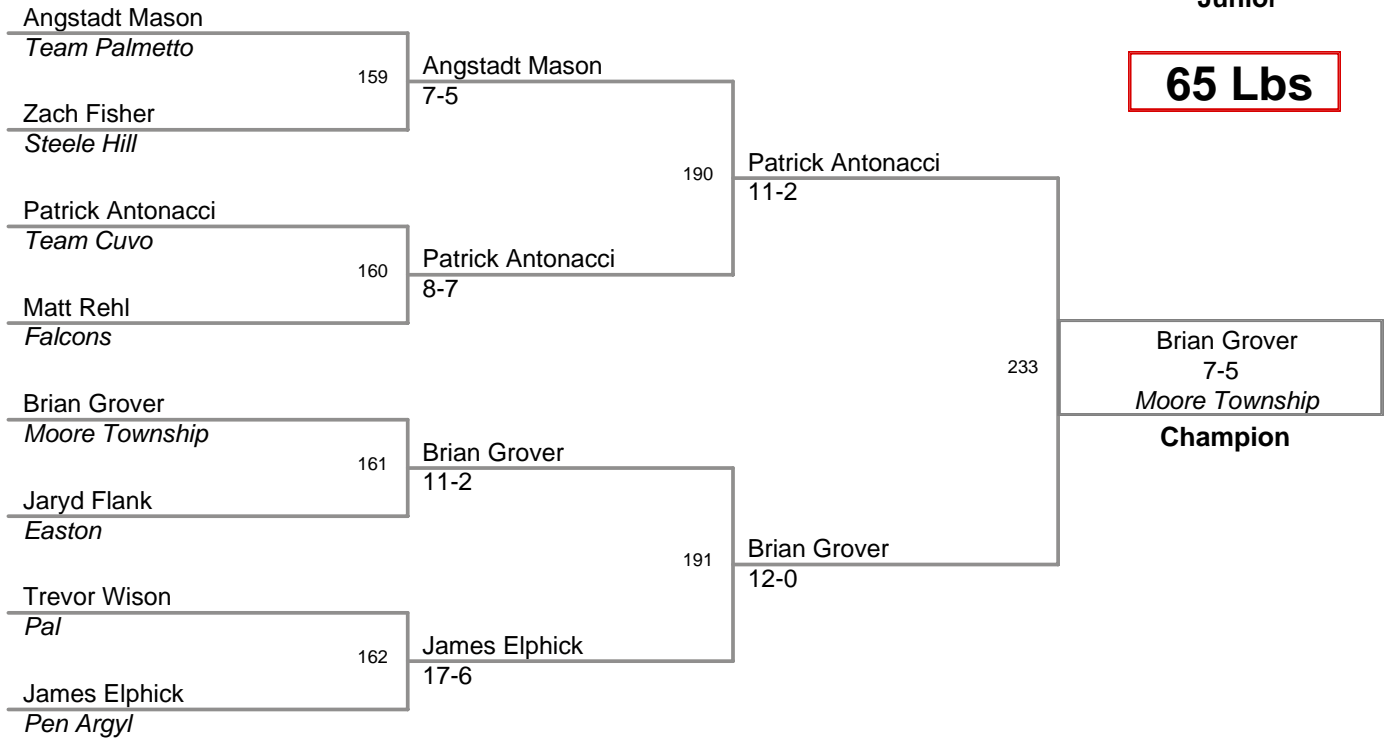 Junior
65 Lbs
Angstadt Mason
Team Palmetto
159
Zach Fisher
Steele Hill
Patrick Antonacci
Team Cuvo
160
Matt Rehl
Falcons
Brian Grover
Moore Township
161
Jaryd Flank
Easton
Trevor Wison
Pal
162
James Elphick
Pen Argyl
Angstadt Mason
7-5
190
Patrick Antonacci
8-7
Brian Grover
11-2
191
James Elphick
17-6
Patrick Antonacci
11-2
233
Brian Grover
12-0
Brian Grover
7-5
Moore Township
Champion